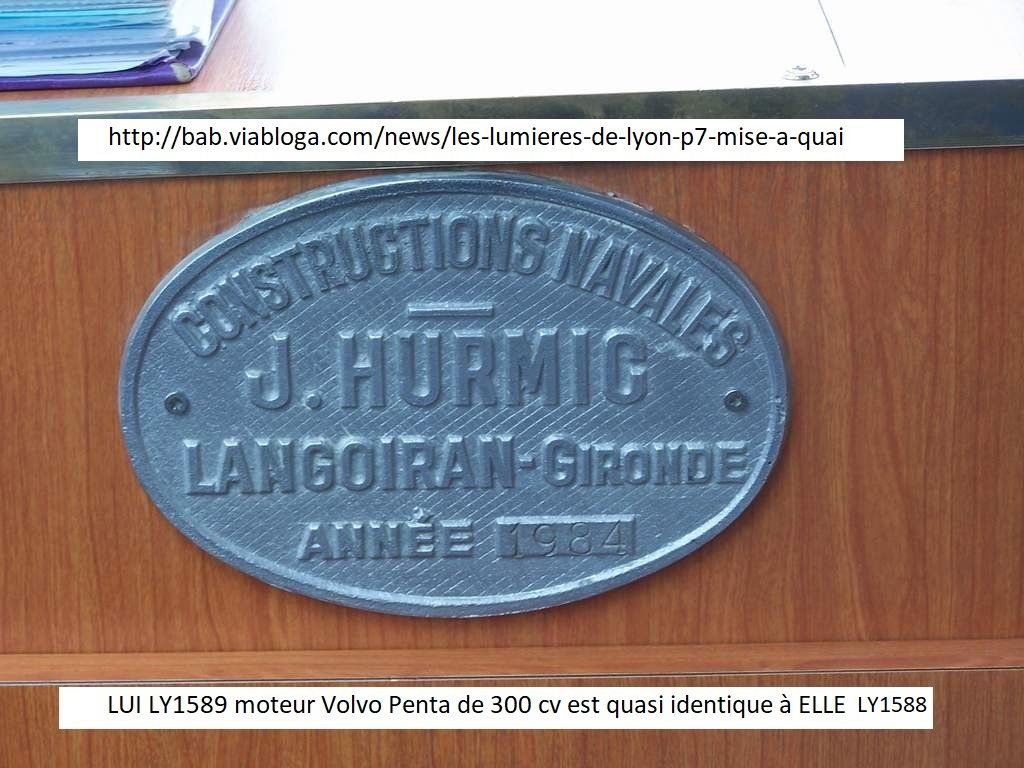 http://bab.viabloga.com/news/les-lumieres-de-lyon-p7-mise-a-quai
CONSTRUCTIONS NAVALES
J. HURMIC
LANGOIRAN-GIRONDE
ANNÉE 1984
LUI LY1589 moteur Volvo Penta de 300 cv est quasi identique à ELLE LY1588